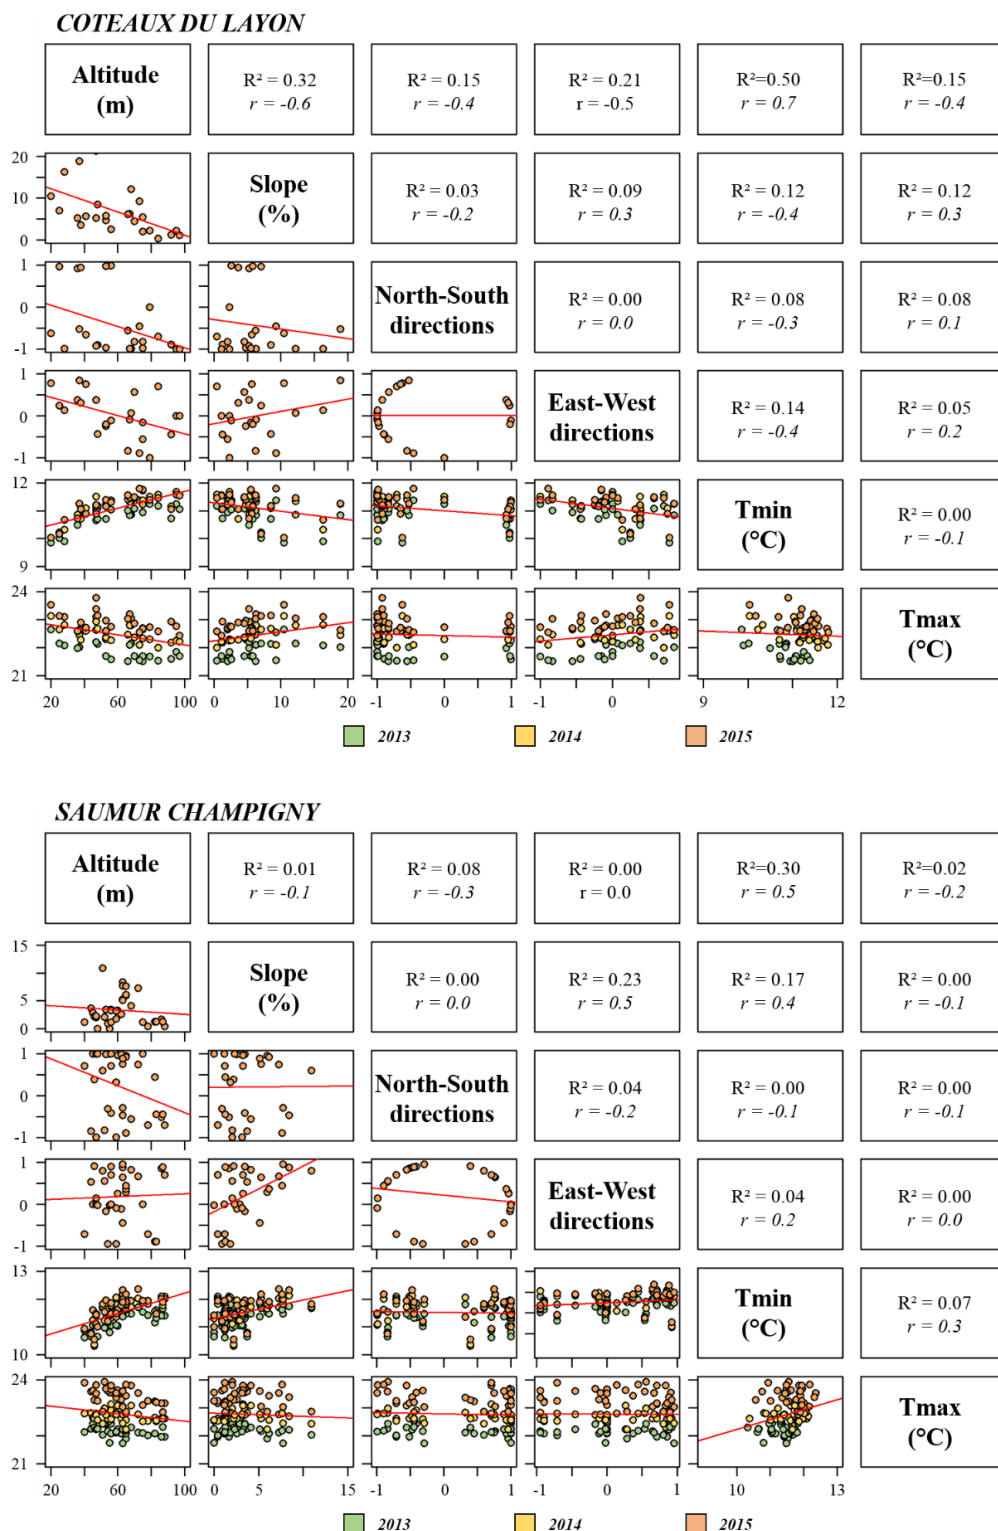 COTEAUX DU LAYON
Altitude
(m)
R² = 0.32
r = -0.6
R² = 0.15
r = -0.4
R² = 0.21
r = -0.5
R²=0.50
r = 0.7
R²=0.15
r = -0.4
20
10
0
Slope
(%)
R² = 0.03
r = -0.2
R² = 0.09
r = 0.3
R² = 0.12
r = -0.4
R² = 0.12
r = 0.3
1
0
-1
North-South
directions
R² = 0.00
r = 0.0
R² = 0.08
r = -0.3
R² = 0.08
r = 0.1
1
0
-1
East-West
directions
R² = 0.14
r = -0.4
R² = 0.05
r = 0.2
12
9
Tmin
(°C)
R² = 0.00
r = -0.1
24
21
Tmax
(°C)
20 60 100 0 10 20 -1 0 1 -1 0 9 12
2013 2014 2015
SAUMUR CHAMPIGNY
Altitude
(m)
R² = 0.01
r = -0.1
R² = 0.08
r = -0.3
R² = 0.00
r = 0.0
R²=0.30
r = 0.5
R²=0.02
r = -0.2
15
5
0
Slope
(%)
R² = 0.00
r = 0.0
R² = 0.23
r = 0.5
R² = 0.17
r = 0.4
R² = 0.00
r = -0.1
1
0
-1
North-South
directions
R² = 0.04
r = -0.2
R² = 0.00
r = -0.1
R² = 0.00
r = -0.1
1
0
-1
East-West
directions
R² = 0.04
r = 0.2
R² = 0.00
r = 0.0
13
10
Tmin
(°C)
R² = 0.07
r = 0.3
24
21
Tmax
(°C)
20 60 100 0 5 15 -1 0 1 -1 0 1 10 13
2013 2014 2015